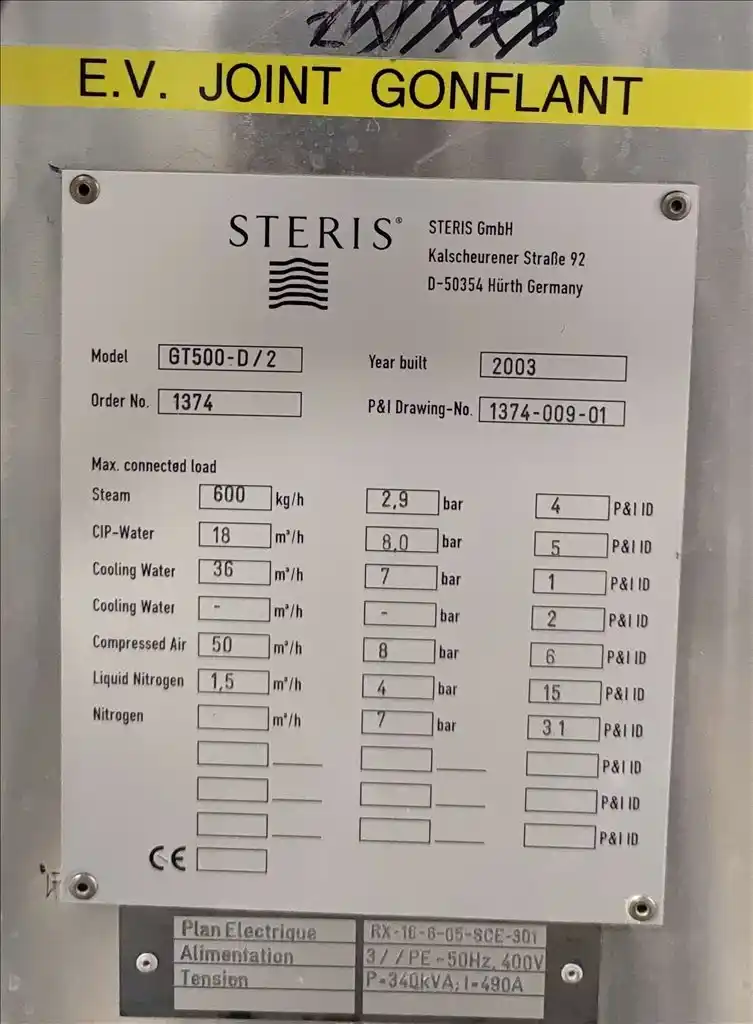 E.V. JOINT GONFLANT
STERIS®
STERIS GmbH
Kalscheurener Straße 92
D-50354 Hürth Germany
Model GT500-D/2 Year built 2003
Order No. 1374 P&I Drawing-No. 1374-009-01
Max. connected load
Steam 600 kg/h 2,9 bar 4 P&I ID
CIP-Water 18 m³/h 8,0 bar 5 P&I ID
Cooling Water 36 m³/h 7 bar 1 P&I ID
Cooling Water - m³/h - bar 2 P&I ID
Compressed Air 50 m³/h 8 bar 6 P&I ID
Liquid Nitrogen 1,5 m³/h 4 bar 15 P&I ID
Nitrogen m³/h 7 bar 3.1 P&I ID
P&I ID
P&I ID
P&I ID
CE
Plan Electrique RX-16-6-05-SCE-901
Alimentation 3//PE-50Hz, 400V
Tension P-340kVA; I-490A